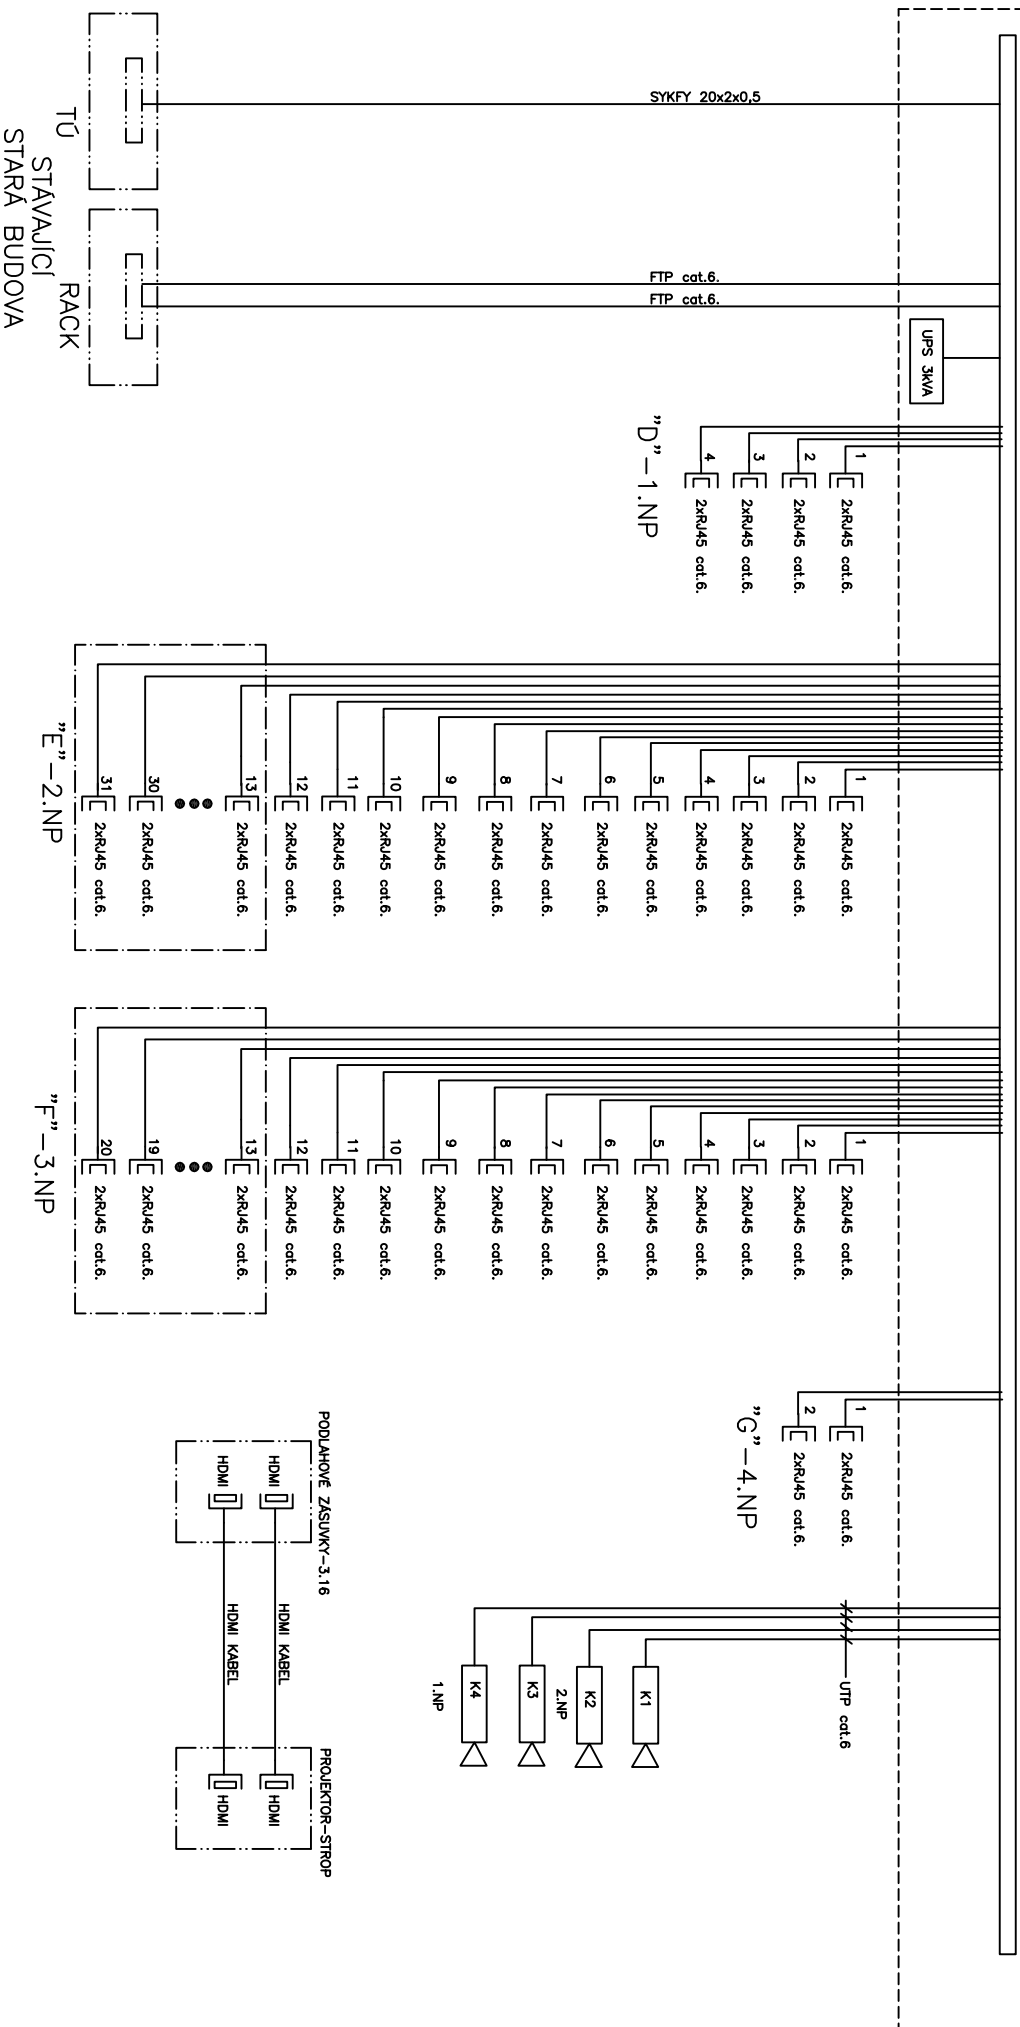 SYKFY 20x2x0,5
TÚ
STÁVAJÍCÍ
STARÁ BUDOVA
RACK
FTP cat.6.
FTP cat.6.
UPS 3kVA
1
2xRJ45 cat.6.
2
2xRJ45 cat.6.
3
2xRJ45 cat.6.
4
2xRJ45 cat.6.
"D"-1.NP
1
2xRJ45 cat.6.
2
2xRJ45 cat.6.
3
2xRJ45 cat.6.
4
2xRJ45 cat.6.
5
2xRJ45 cat.6.
6
2xRJ45 cat.6.
7
2xRJ45 cat.6.
8
2xRJ45 cat.6.
9
2xRJ45 cat.6.
10
2xRJ45 cat.6.
11
2xRJ45 cat.6.
12
2xRJ45 cat.6.
13
2xRJ45 cat.6.
30
2xRJ45 cat.6.
31
2xRJ45 cat.6.
"E"-2.NP
1
2xRJ45 cat.6.
2
2xRJ45 cat.6.
3
2xRJ45 cat.6.
4
2xRJ45 cat.6.
5
2xRJ45 cat.6.
6
2xRJ45 cat.6.
7
2xRJ45 cat.6.
8
2xRJ45 cat.6.
9
2xRJ45 cat.6.
10
2xRJ45 cat.6.
11
2xRJ45 cat.6.
12
2xRJ45 cat.6.
13
2xRJ45 cat.6.
19
2xRJ45 cat.6.
20
2xRJ45 cat.6.
"F"-3.NP
1
2xRJ45 cat.6.
2
2xRJ45 cat.6.
"G"-4.NP
UTP cat.6
K1
K2
2.NP
K3
K4
1.NP
PODLAHOVÉ ZÁSUVKY-3.16
HDMI
HDMI
HDMI KABEL
HDMI KABEL
PROJEKTOR-STROP
HDMI
HDMI